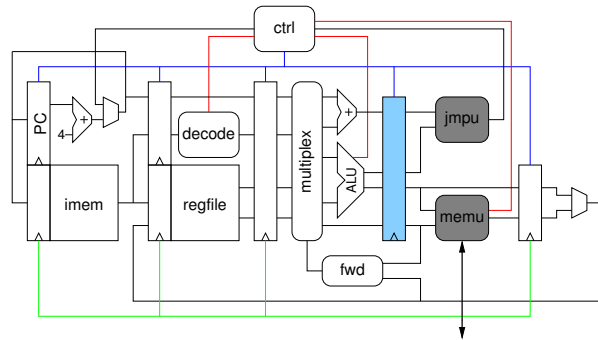 ctrl
PC
4
+
decode
multiplex
+
ALU
jmpu
imem
regfile
memu
fwd